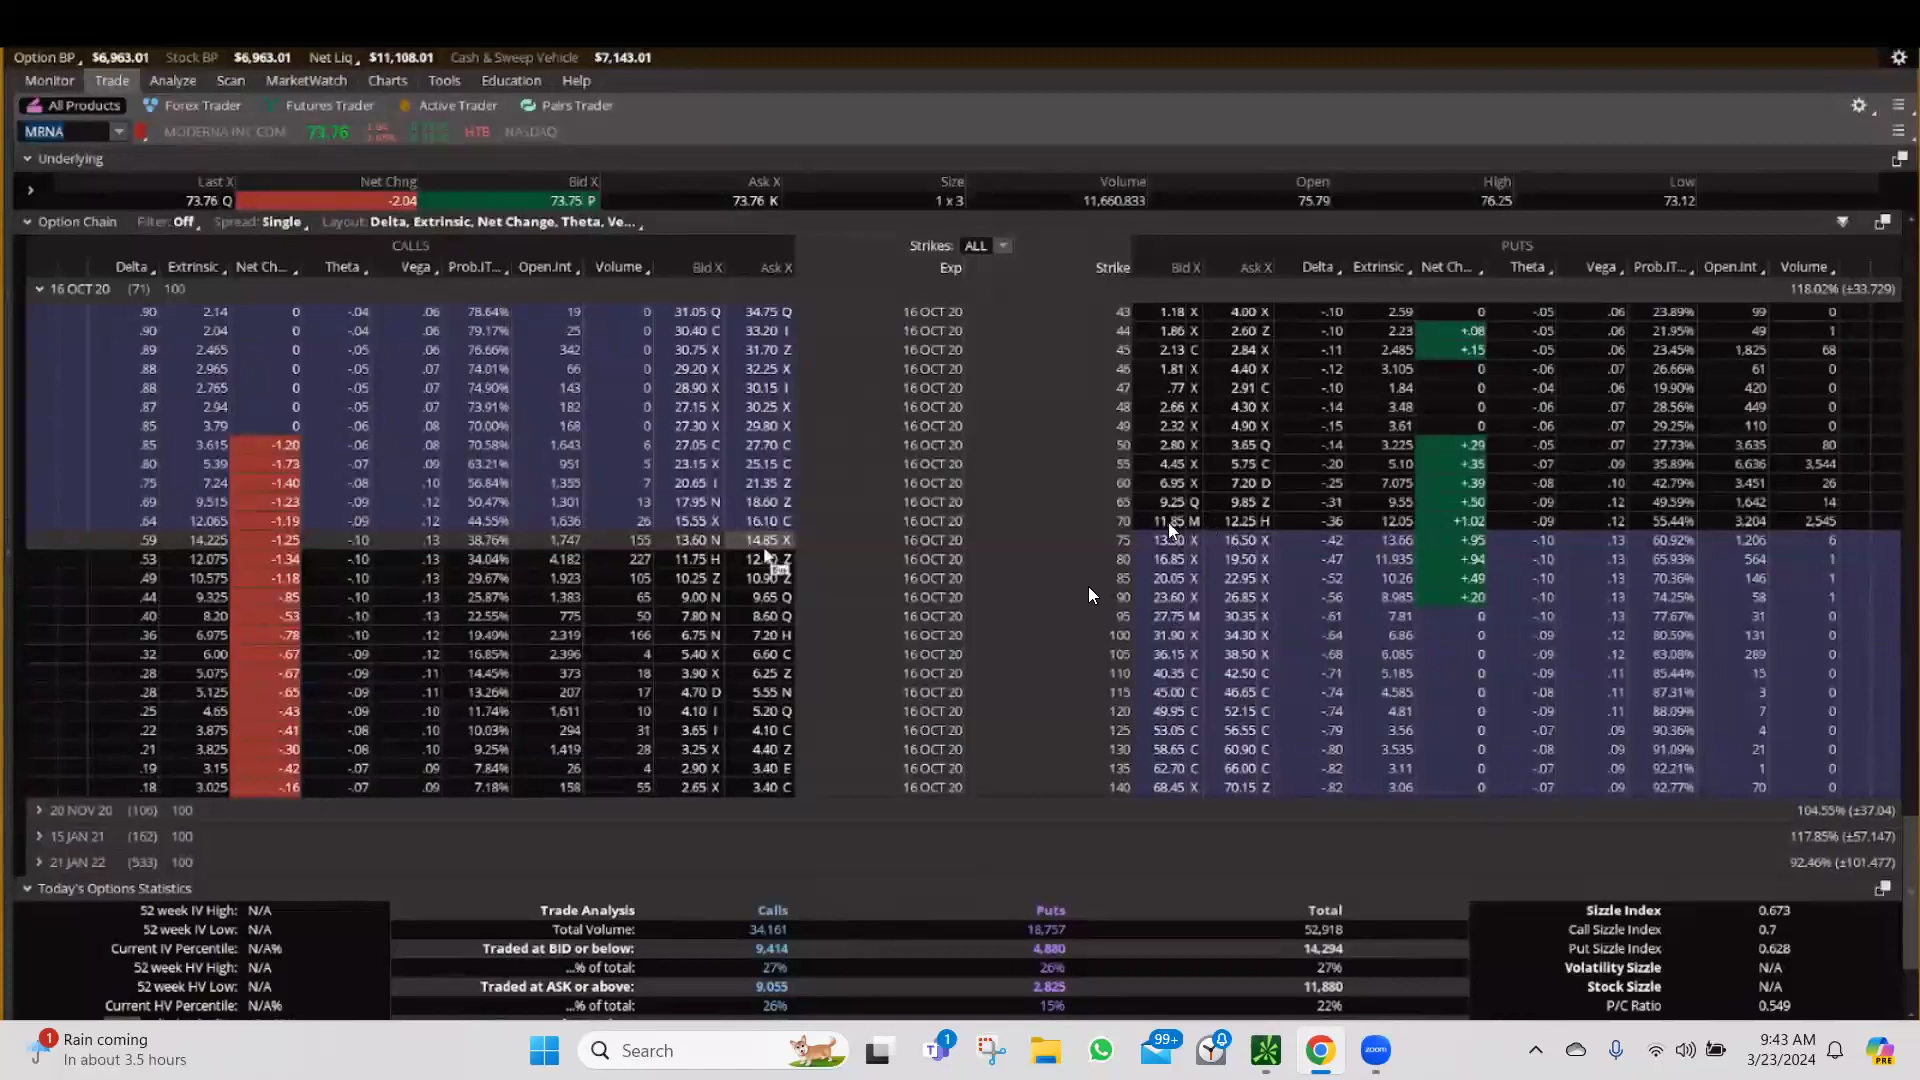 Option BP $6,963.01 Stock BP $6,963.01 Net Liq $11,108.01 Cash & Sweep Vehicle $7,143.01
Monitor Trade Analyze Scan MarketWatch Charts Tools Education Help
All Products Forex Trader Futures Trader Active Trader Pairs Trader
MRNA MODERNA INC COM 73.76 HTB NASDAQ
Underlying
Last X Net Chng Bid X Ask X Size Volume Open High Low
73.76 Q -2.04 73.75 P 73.76 K 1 x 3 11,660,833 75.79 76.25 73.12
Option Chain Filter: Off Spread: Single Layout: Delta, Extrinsic, Net Change, Theta, Ve...
CALLS Strikes: ALL PUTS
Delta Extrinsic Net Ch... Theta Vega Prob.IT... Open.Int Volume Bid X Ask X Exp Strike Bid X Ask X Delta Extrinsic Net Ch... Theta Vega Prob.IT... Open.Int Volume
16 OCT 20 (71) 100 118.02% (±33.729)
.90 2.14 0 -.04 .06 78.64% 19 0 31.05 Q 34.75 Q 16 OCT 20 43 1.18 X 4.00 X -.10 2.59 0 -.05 .06 23.89% 99 0
.90 2.04 0 -.04 .06 79.17% 25 0 30.40 C 33.20 I 16 OCT 20 44 1.86 X 2.60 Z -.10 2.23 +.08 -.05 .06 21.95% 49 1
.89 2.465 0 -.05 .06 76.66% 342 0 30.75 X 31.70 Z 16 OCT 20 45 2.13 C 2.84 X -.11 2.485 +.15 -.05 .06 23.45% 1,825 68
.88 2.965 0 -.05 .07 74.01% 66 0 29.20 X 32.25 X 16 OCT 20 46 1.81 X 4.40 X -.12 3.105 0 -.06 .07 26.66% 61 0
.88 2.765 0 -.05 .07 74.90% 143 0 28.90 X 30.15 I 16 OCT 20 47 .77 X 2.91 C -.10 1.84 0 -.04 .06 19.90% 420 0
.87 2.94 0 -.05 .07 73.91% 182 0 27.15 X 30.25 X 16 OCT 20 48 2.66 X 4.30 X -.14 3.48 0 -.06 .07 28.56% 449 0
.85 3.79 0 -.06 .08 70.00% 168 0 27.30 X 29.80 X 16 OCT 20 49 2.32 X 4.90 X -.15 3.61 0 -.06 .07 29.25% 110 0
.85 3.615 -1.20 -.06 .08 70.58% 1,643 6 27.05 C 27.70 C 16 OCT 20 50 2.80 X 3.65 Q -.14 3.225 +.29 -.05 .07 27.73% 3,635 80
.80 5.39 -1.73 -.07 .09 63.21% 951 5 23.15 X 25.15 C 16 OCT 20 55 4.45 X 5.75 C -.20 5.10 +.35 -.07 .09 35.89% 6,636 3,544
.75 7.24 -1.40 -.08 .10 56.84% 1,355 7 20.65 I 21.35 Z 16 OCT 20 60 6.95 X 7.20 D -.25 7.075 +.39 -.08 .10 42.79% 3,451 26
.69 9.515 -1.23 -.09 .12 50.47% 1,301 13 17.95 N 18.60 Z 16 OCT 20 65 9.25 Q 9.85 Z -.31 9.55 +.50 -.09 .12 49.59% 1,642 14
.64 12.065 -1.19 -.09 .12 44.55% 1,636 26 15.55 X 16.10 C 16 OCT 20 70 11.85 M 12.25 H -.36 12.05 +1.02 -.09 .12 55.44% 3,204 2,545
.59 14.225 -1.25 -.10 .13 38.76% 1,747 155 13.60 N 14.85 X 16 OCT 20 75 X 16.50 X -.42 13.66 +.95 -.10 .13 60.92% 1,206 6
.53 12.075 -1.34 -.10 .13 34.04% 4,182 227 11.75 H Z 16 OCT 20 80 16.85 X 19.50 X -.47 11.935 +.94 -.10 .13 65.93% 564 1
.49 10.575 -1.18 -.10 .13 29.67% 1,923 105 10.25 Z 10.90 Z 16 OCT 20 85 20.05 X 22.95 X -.52 10.26 +.49 -.10 .13 70.36% 146 1
.44 9.325 -.85 -.10 .13 25.87% 1,383 65 9.00 N 9.65 Q 16 OCT 20 90 23.60 X 26.85 X -.56 8.985 +.20 -.10 .13 74.25% 58 1
.40 8.20 -.53 -.10 .13 22.55% 775 50 7.80 N 8.60 Q 16 OCT 20 95 27.75 M 30.35 X -.61 7.81 0 -.10 .13 77.67% 31 0
.36 6.975 -.78 -.10 .12 19.49% 2,319 166 6.75 N 7.20 H 16 OCT 20 100 31.90 X 34.30 X -.64 6.86 0 -.09 .12 80.59% 131 0
.32 6.00 -.67 -.09 .12 16.85% 2,396 4 5.40 X 6.60 C 16 OCT 20 105 36.15 X 38.50 X -.68 6.085 0 -.09 .12 83.08% 289 0
.28 5.075 -.67 -.09 .11 14.45% 373 18 3.90 X 6.25 Z 16 OCT 20 110 40.35 C 42.50 C -.71 5.185 0 -.09 .11 85.44% 15 0
.28 5.125 -.65 -.09 .11 13.26% 207 17 4.70 D 5.55 N 16 OCT 20 115 45.00 C 46.65 C -.74 4.585 0 -.08 .11 87.31% 3 0
.25 4.65 -.43 -.09 .10 11.74% 1,611 10 4.10 I 5.20 Q 16 OCT 20 120 49.95 C 52.15 C -.74 4.81 0 -.09 .11 88.09% 7 0
.22 3.875 -.41 -.08 .10 10.03% 294 31 3.65 I 4.10 C 16 OCT 20 125 53.05 C 56.55 C -.79 3.56 0 -.09 .11 90.36% 4 0
.21 3.825 -.30 -.08 .10 9.25% 1,419 28 3.25 X 4.40 Z 16 OCT 20 130 58.65 C 60.90 C -.80 3.535 0 -.08 .09 91.09% 21 0
.19 3.15 -.42 -.07 .09 7.84% 26 4 2.90 X 3.40 E 16 OCT 20 135 62.70 C 66.00 C -.82 3.11 0 -.07 .09 92.21% 1 0
.18 3.025 -.16 -.07 .09 7.18% 158 55 2.65 X 3.40 C 16 OCT 20 140 68.45 X 70.15 Z -.82 3.06 0 -.07 .09 92.77% 70 0
20 NOV 20 (106) 100 104.55% (±37.04)
15 JAN 21 (162) 100 117.85% (±57.147)
21 JAN 22 (533) 100 92.46% (±101.477)
Today's Options Statistics
52 week IV High: N/A Trade Analysis Calls Puts Total Sizzle Index 0.673
52 week IV Low: N/A Total Volume: 34,161 18,757 52,918 Call Sizzle Index 0.7
Current IV Percentile: N/A% Traded at BID or below: 9,414 4,880 14,294 Put Sizzle Index 0.628
52 week HV High: N/A ...% of total: 27% 26% 27% Volatility Sizzle N/A
52 week HV Low: N/A Traded at ASK or above: 9,055 2,825 11,880 Stock Sizzle N/A
Current HV Percentile: N/A% ...% of total: 26% 15% 22% P/C Ratio 0.549
1 Rain coming
In about 3.5 hours
Search
1
99+
zoom
9:43 AM
3/23/2024
PRE